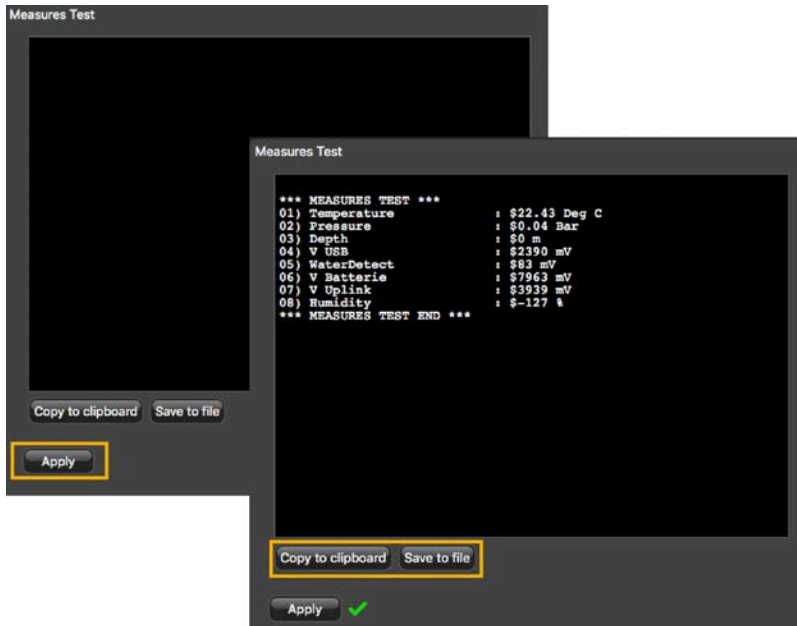 Measures Test
Copy to clipboard Save to file
Apply
Measures Test
*** MEASURES TEST ***
01) Temperature : $22.43 Deg C
02) Pressure : $0.04 Bar
03) Depth : $0 m
04) V USB : $2390 mV
05) WaterDetect : $83 mV
06) V Batterie : $7963 mV
07) V Uplink : $3939 mV
08) Humidity : $-127 %
*** MEASURES TEST END ***
Copy to clipboard Save to file
Apply